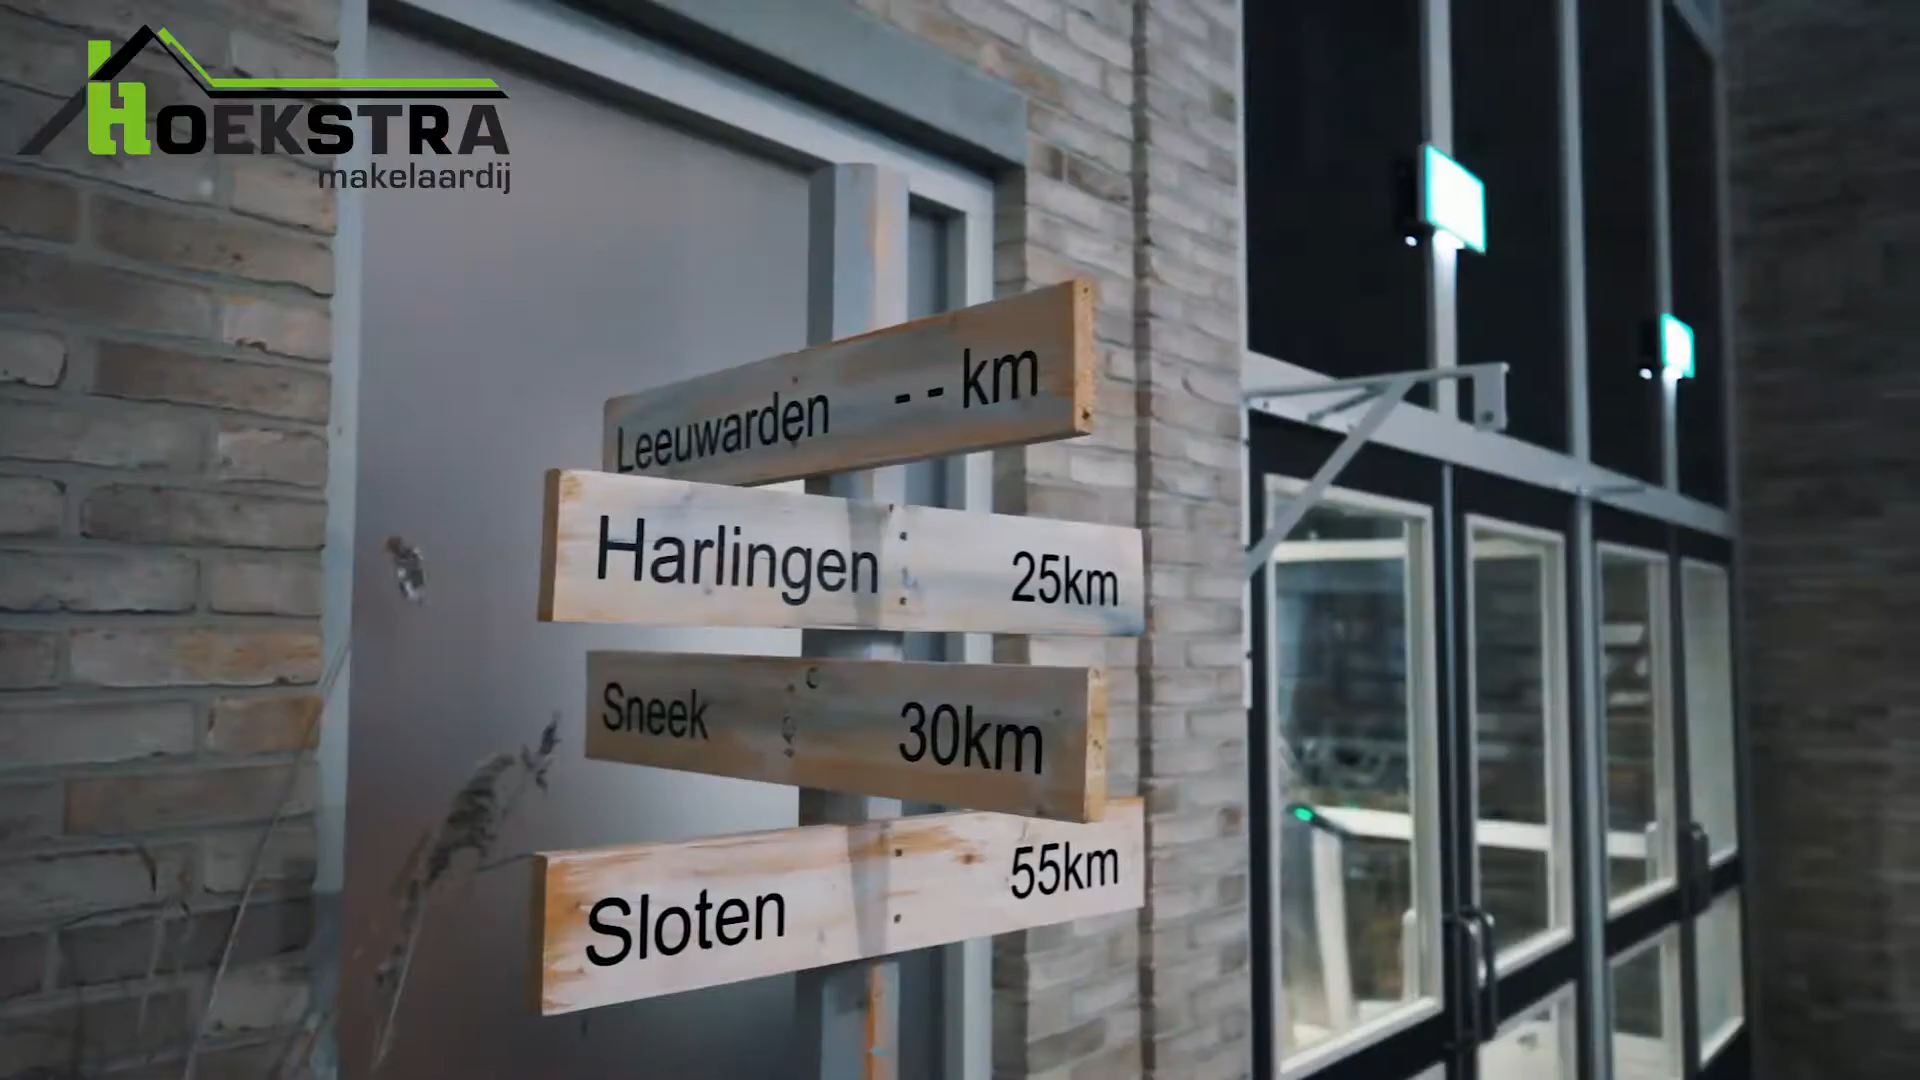 HOEKSTRA
makelaardij
Leeuwarden -- km
Harlingen 25km
Sneek 30km
Sloten 55km